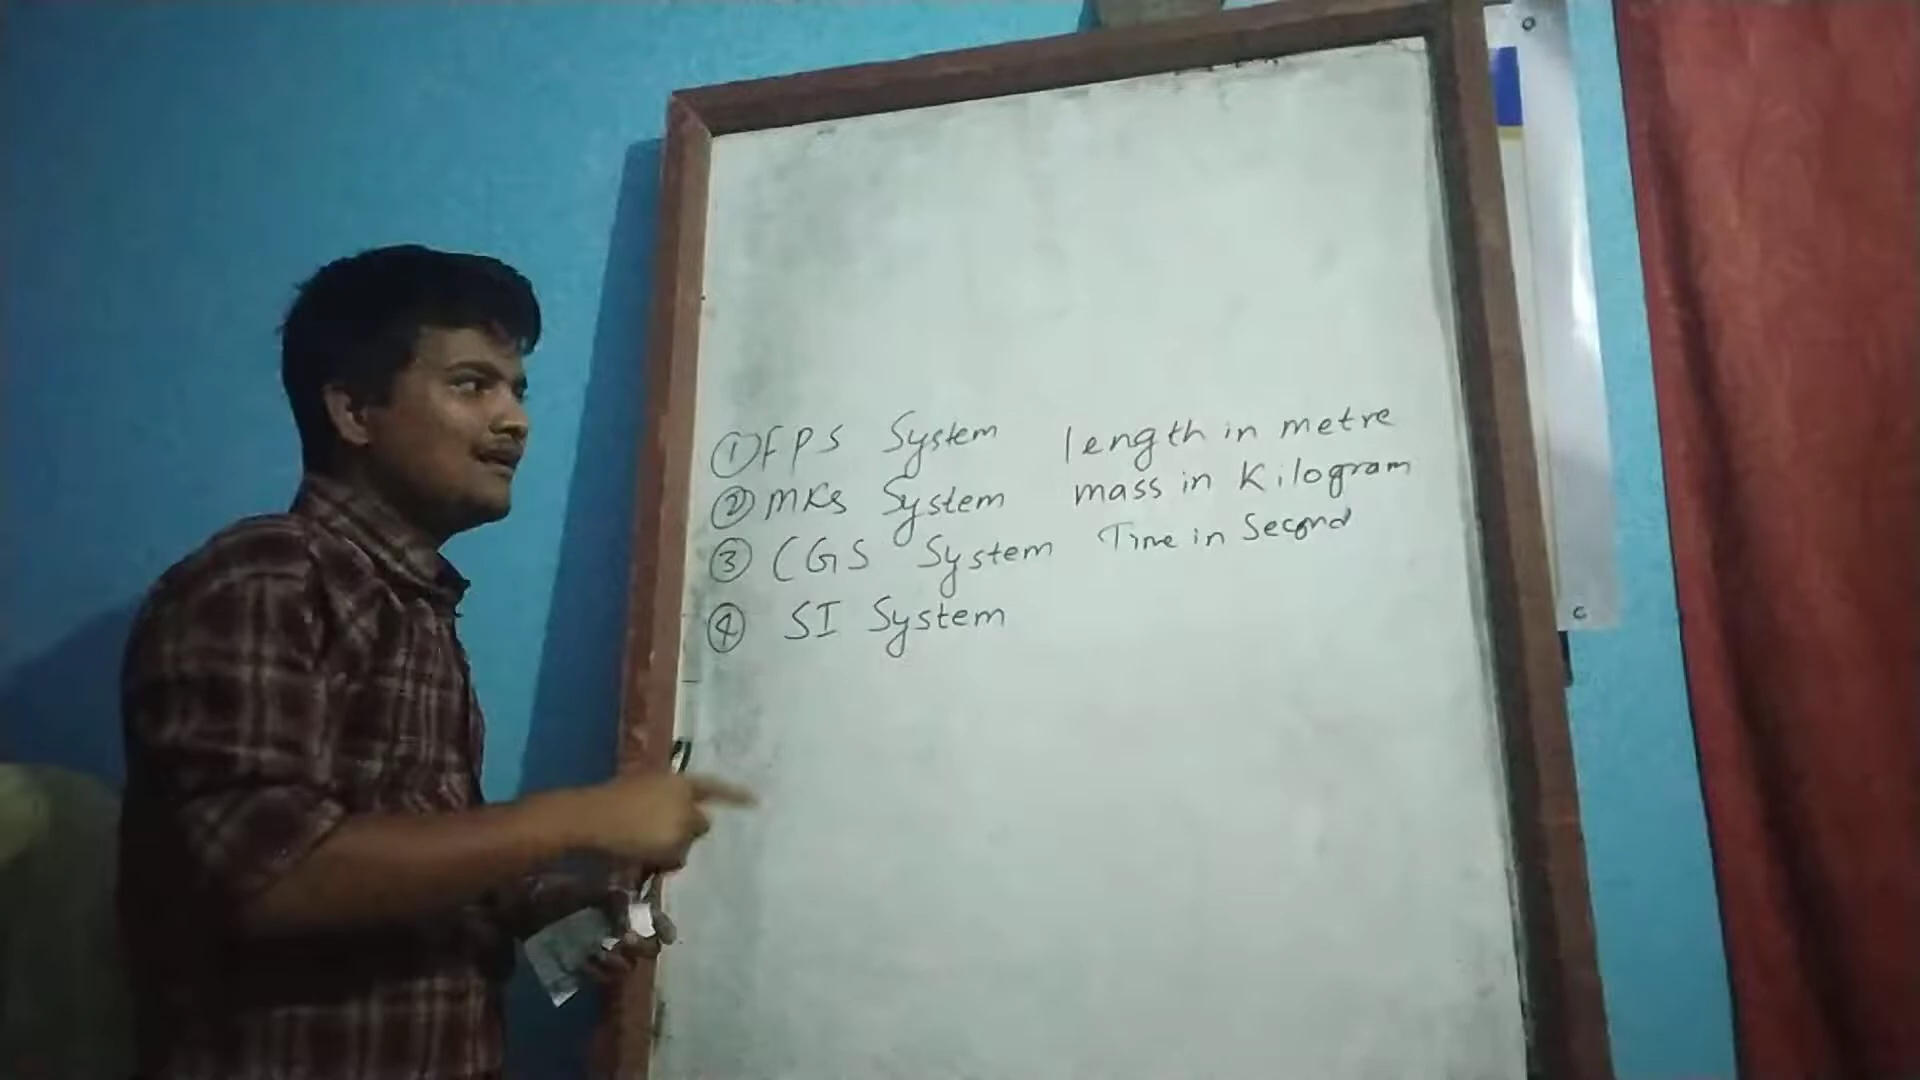 ① FPS System length in metre
② MKS System mass in Kilogram
③ CGS System Time in Second
④ SI System
C